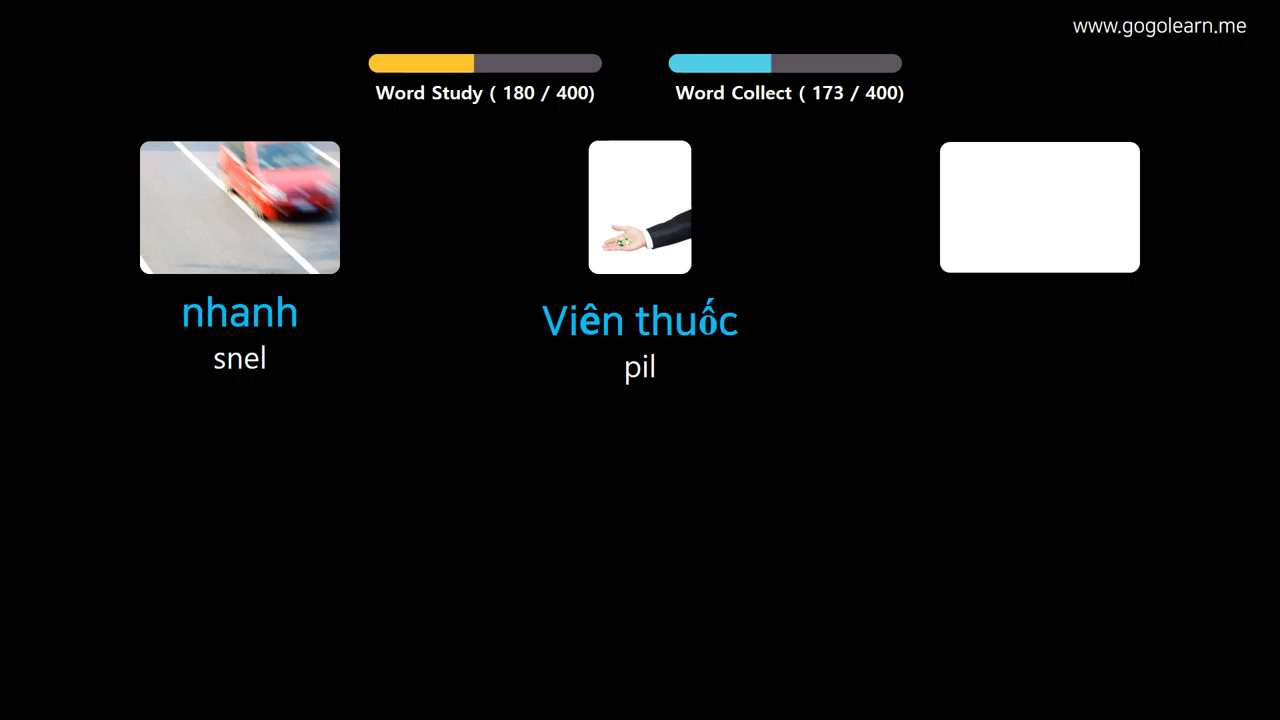 www.gogolearn.me
Word Study ( 180 / 400)
Word Collect ( 173 / 400)
nhanh
snel
Viên thuốc
pil